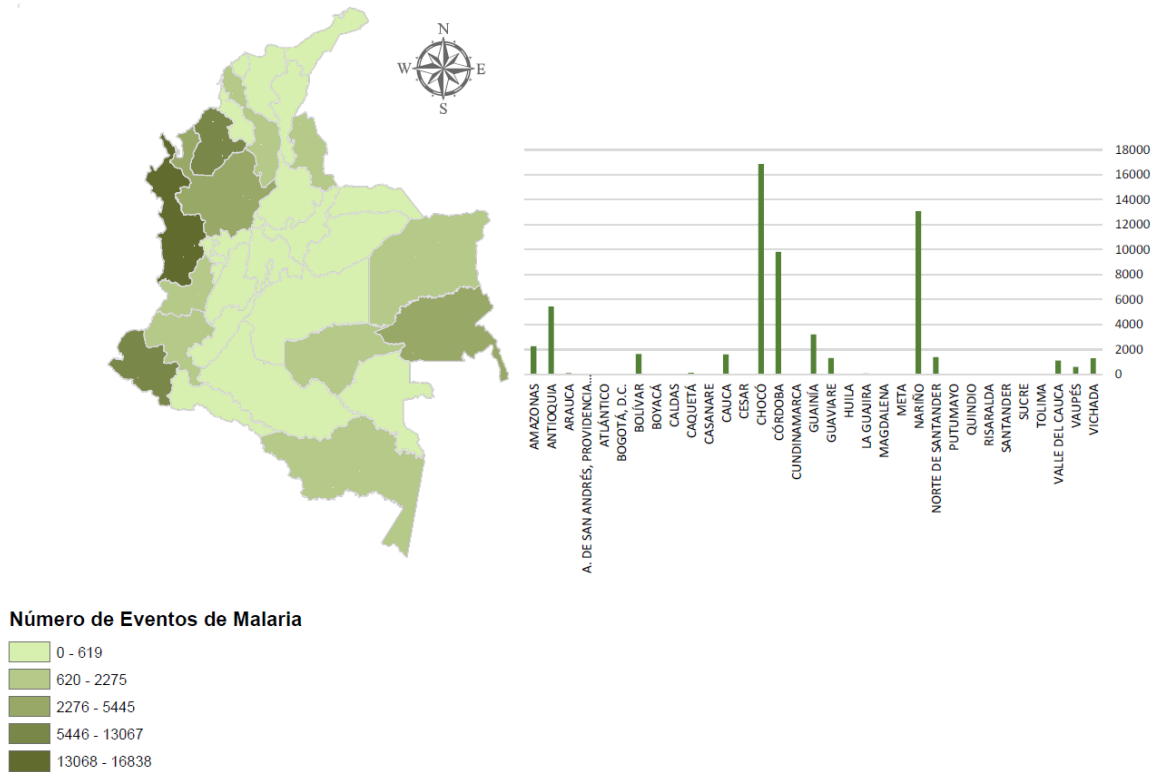 N
W
E
S
18000
16000
14000
12000
10000
8000
6000
4000
2000
0
AMAZONAS
ANTIOQUIA
ARAUCA
A. DE SAN ANDRÉS, PROVIDENCIA...
ATLÁNTICO
BOGOTÁ, D.C.
BOLÍVAR
BOYACÁ
CALDAS
CAQUETÁ
CASANARE
CAUCA
CESAR
CHOCÓ
CÓRDOBA
CUNDINAMARCA
GUAINÍA
GUAVIARE
HUILA
LA GUAJIRA
MAGDALENA
META
NARIÑO
NORTE DE SANTANDER
PUTUMAYO
QUINDIO
RISARALDA
SANTANDER
SUCRE
TOLIMA
VALLE DEL CAUCA
VAUPÉS
VICHADA
Número de Eventos de Malaria
0 - 619
620 - 2275
2276 - 5445
5446 - 13067
13068 - 16838